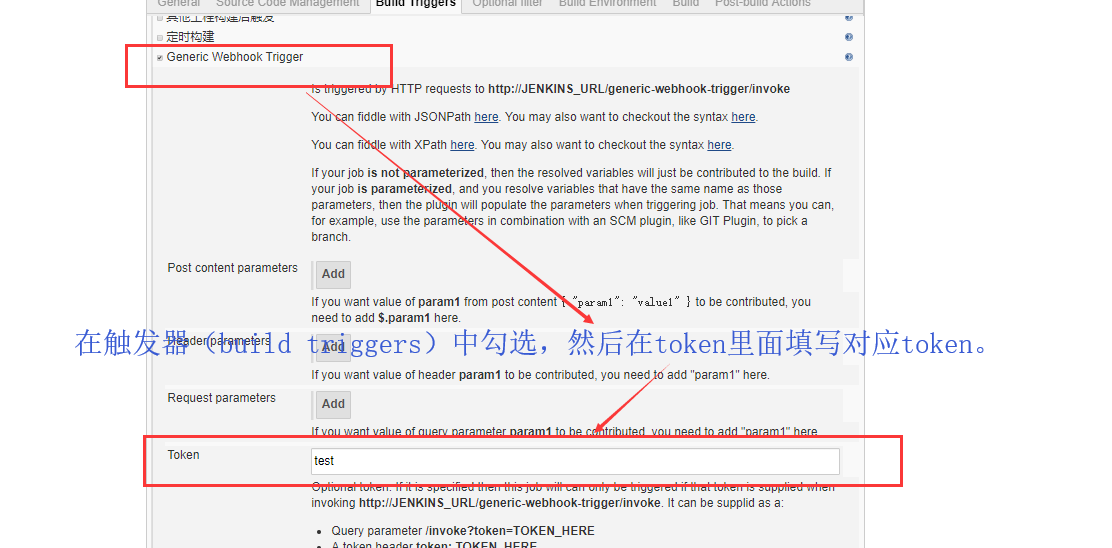 General Source Code Management Build Triggers Optional filter Build Environment Build Post-build Actions
其他工程构建后触发
定时构建
Generic Webhook Trigger
Is triggered by HTTP requests to http://JENKINS_URL/generic-webhook-trigger/invoke
You can fiddle with JSONPath here. You may also want to checkout the syntax here.
You can fiddle with XPath here. You may also want to checkout the syntax here.
If your job is not parameterized, then the resolved variables will just be contributed to the build. If
your job is parameterized, and you resolve variables that have the same name as those
parameters, then the plugin will populate the parameters when triggering job. That means you can,
for example, use the parameters in combination with an SCM plugin, like GIT Plugin, to pick a
branch.
Post content parameters
Add
If you want value of param1 from post content { "param1": "value1" } to be contributed, you
need to add $.param1 here.
在触发器（build triggers）中勾选，然后在token里面填写对应token。
Header parameters
Add
If you want value of header param1 to be contributed, you need to add "param1" here.
Request parameters
Add
If you want value of query parameter param1 to be contributed, you need to add "param1" here.
Token
test
Optional token. If it is specified then this job will can only be triggered if that token is supplied when
invoking http://JENKINS_URL/generic-webhook-trigger/invoke. It can be supplid as a:
• Query parameter /invoke?token=TOKEN_HERE
• A token header token: TOKEN_HERE